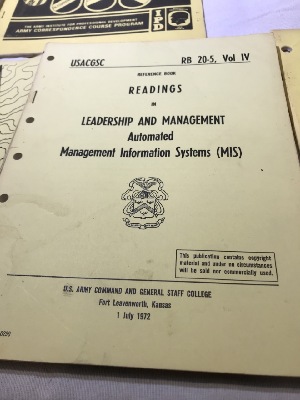 THE ARMY INSTITUTE FOR PROFESSIONAL DEVELOPMENT
ARMY CORRESPONDENCE COURSE PROGRAM
IPD
USACGSC
RB 20-5, Vol IV
REFERENCE BOOK
READINGS
IN
LEADERSHIP AND MANAGEMENT
Automated
Management Information Systems (MIS)
This publication contains copyright
material and under no circumstances
will be sold nor commercially used.
U.S. ARMY COMMAND AND GENERAL STAFF COLLEGE
Fort Leavenworth, Kansas
1 July 1972